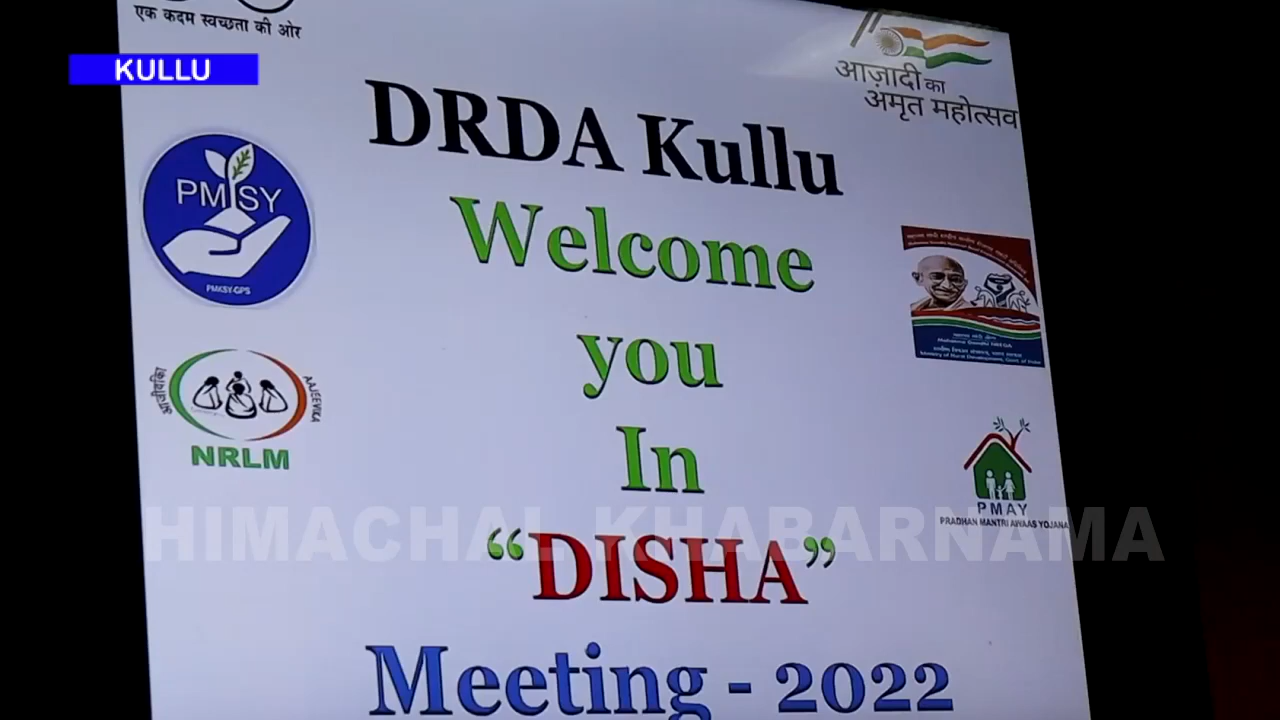 एक कदम स्वच्छता की ओर
KULLU
आज़ादी का
अमृत महोत्सव
DRDA Kullu
PMKSY
PMKSY-GPS
Welcome
you
आजीविका
AAJEEVIKA
NRLM
In
PMAY
PRADHAN MANTRI AWAAS YOJANA
HIMACHAL KHABARNAMA
“DISHA”
Meeting - 2022